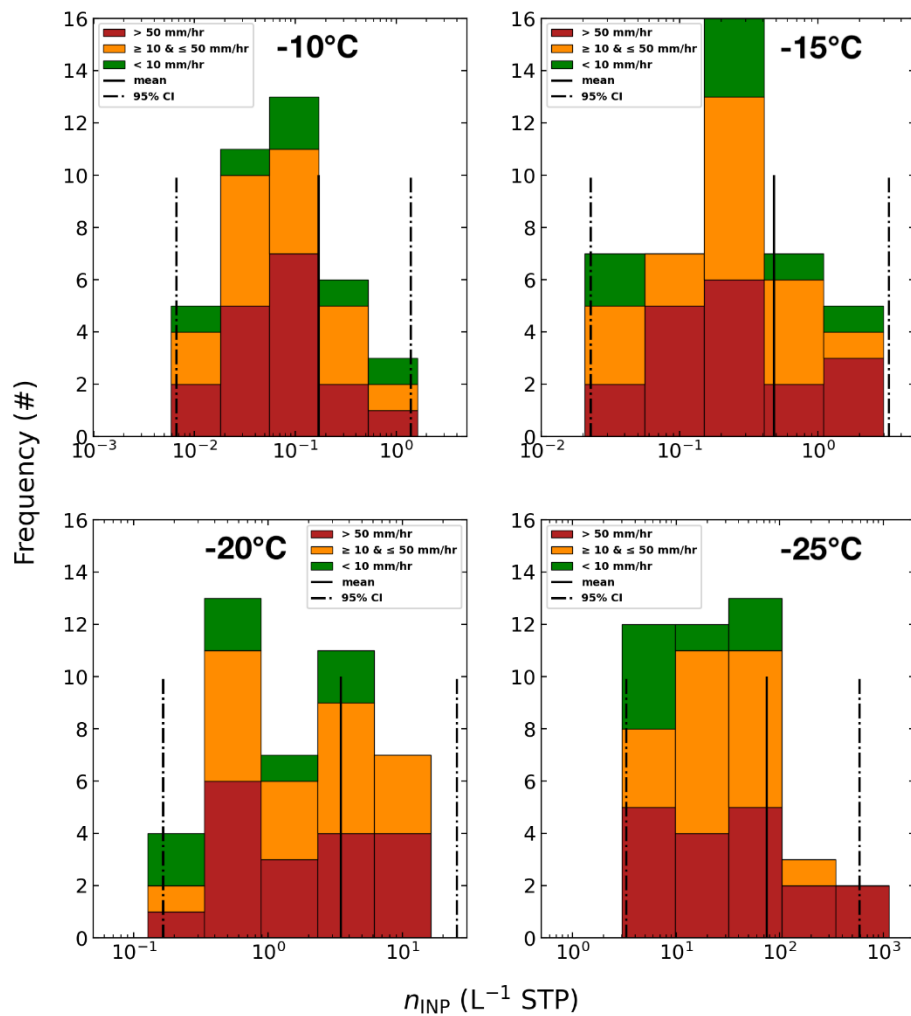 -10°C
> 50 mm/hr
≥ 10 & ≤ 50 mm/hr
< 10 mm/hr
mean
95% CI
16
14
12
10
8
6
4
2
0
10⁻³
10⁻²
10⁻¹
10⁰
-15°C
> 50 mm/hr
≥ 10 & ≤ 50 mm/hr
< 10 mm/hr
mean
95% CI
16
14
12
10
8
6
4
2
0
10⁻²
10⁻¹
10⁰
Frequency (#)
-20°C
> 50 mm/hr
≥ 10 & ≤ 50 mm/hr
< 10 mm/hr
mean
95% CI
16
14
12
10
8
6
4
2
0
10⁻¹
10⁰
10¹
-25°C
> 50 mm/hr
≥ 10 & ≤ 50 mm/hr
< 10 mm/hr
mean
95% CI
16
14
12
10
8
6
4
2
0
10⁰
10¹
10²
10³
n_INP (L⁻¹ STP)